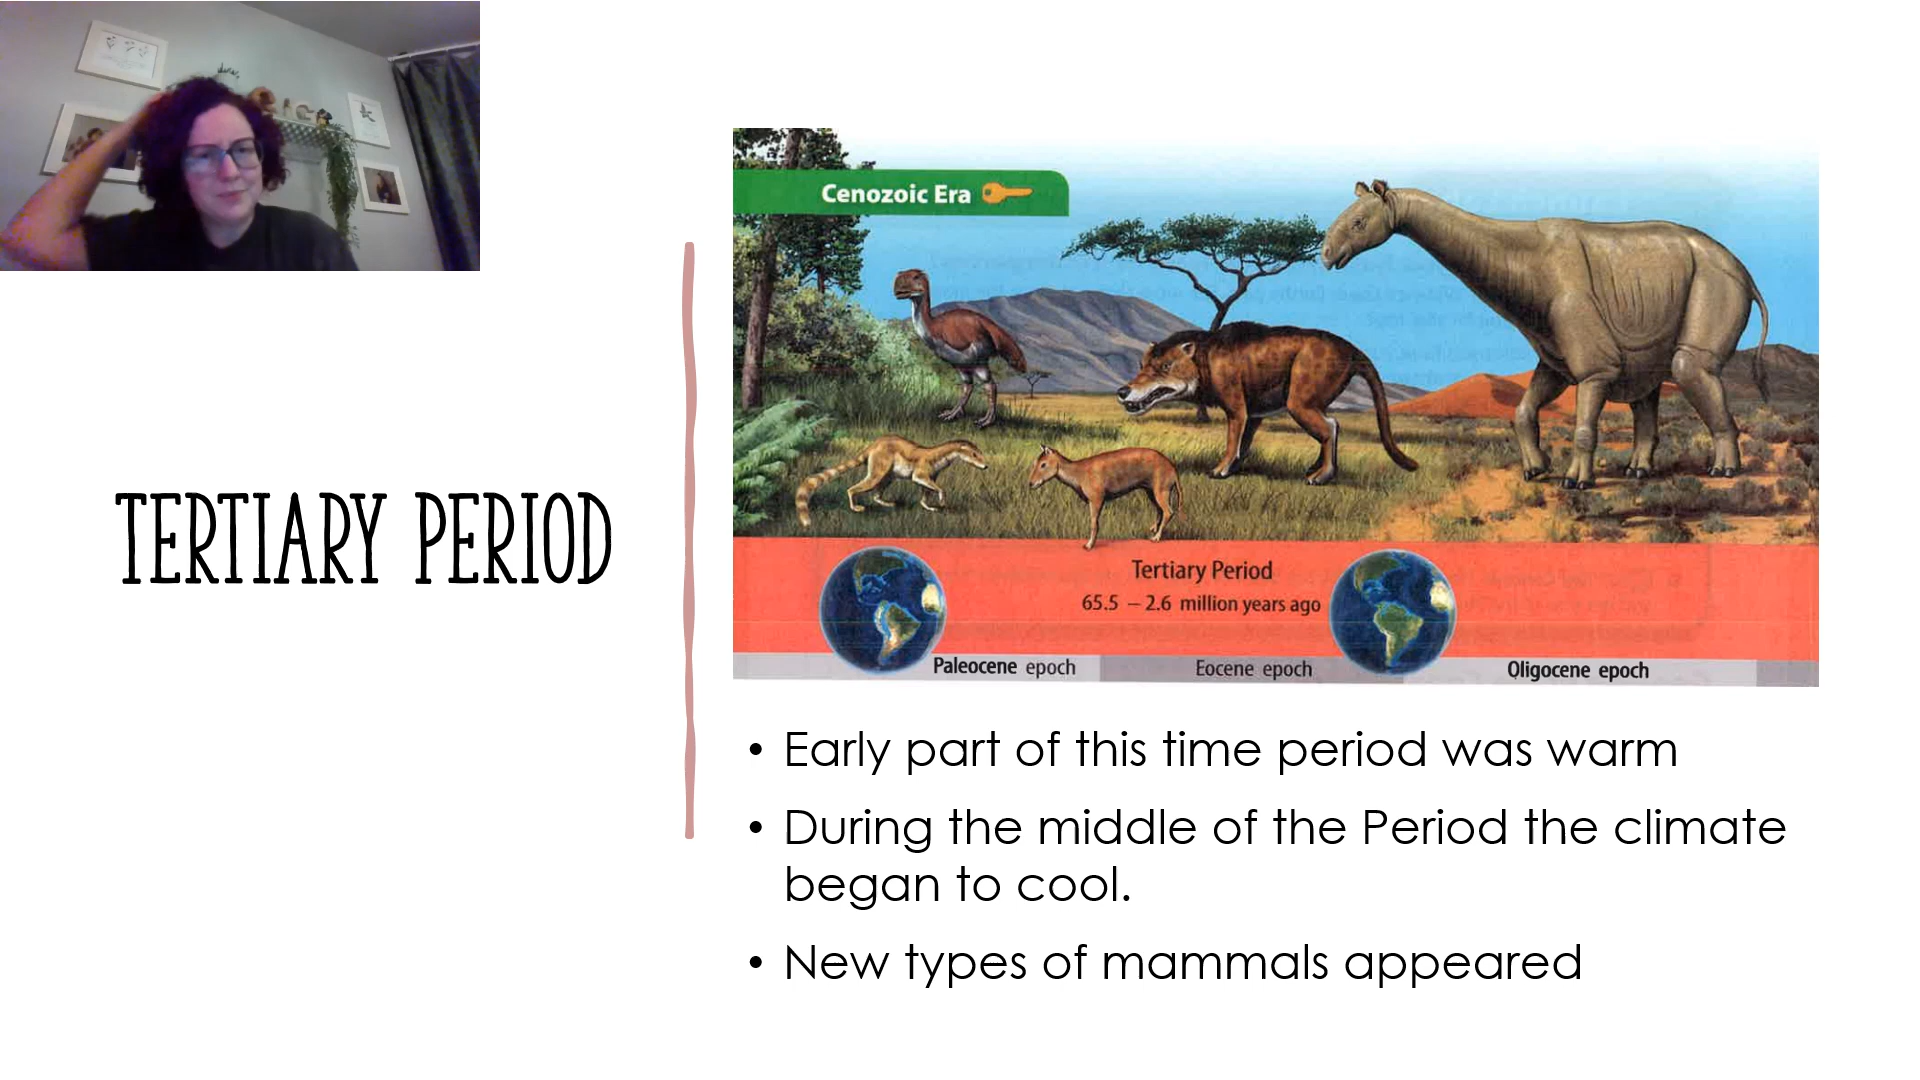 TERTIARY PERIOD
Cenozoic Era
Tertiary Period
65.5 – 2.6 million years ago
Paleocene epoch
Eocene epoch
Oligocene epoch
• Early part of this time period was warm
• During the middle of the Period the climate
began to cool.
• New types of mammals appeared